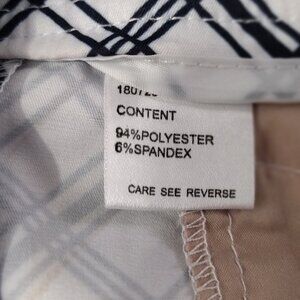 CONTENT
94%POLYESTER
6%SPANDEX
CARE SEE REVERSE